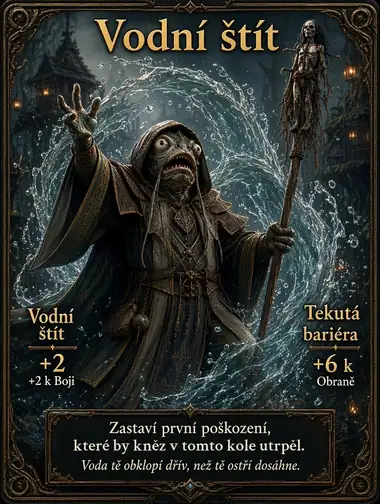 Vodní štít
Vodní
štít
+2
+2 k Boji
Tekutá
bariéra
+6 k
Obraně
Zastaví první poškození,
které by kněz v tomto kole utrpěl.
Voda tě obklopí dřív, než tě ostří dosáhne.